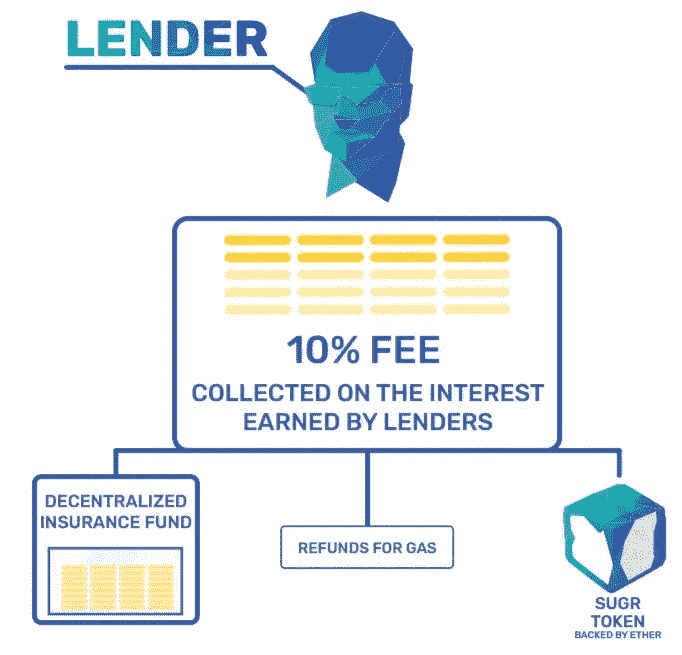 LENDER
10% FEE
COLLECTED ON THE INTEREST
EARNED BY LENDERS
DECENTRALIZED
INSURANCE FUND
REFUNDS FOR GAS
SUGR
TOKEN
BACKED BY ETHER